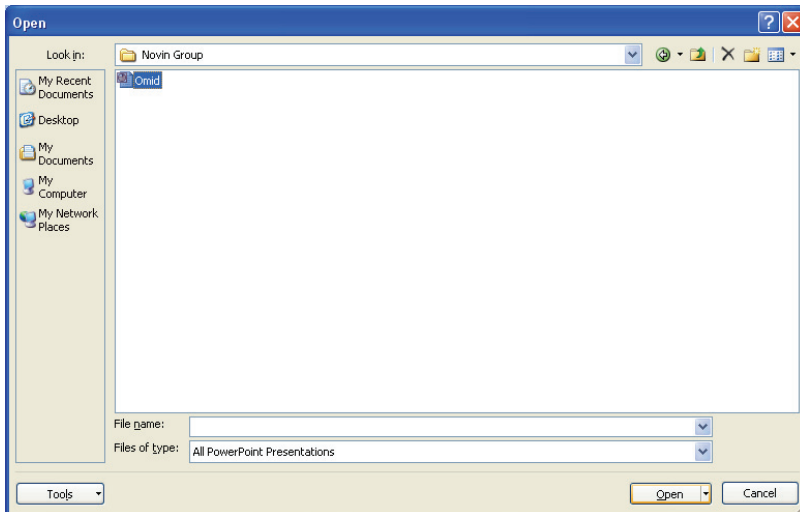 Open
Look in:
Novin Group
My Recent
Documents
Desktop
My
Documents
My
Computer
My Network
Places
Omid
File name:
Files of type:
All PowerPoint Presentations
Tools
Open
Cancel